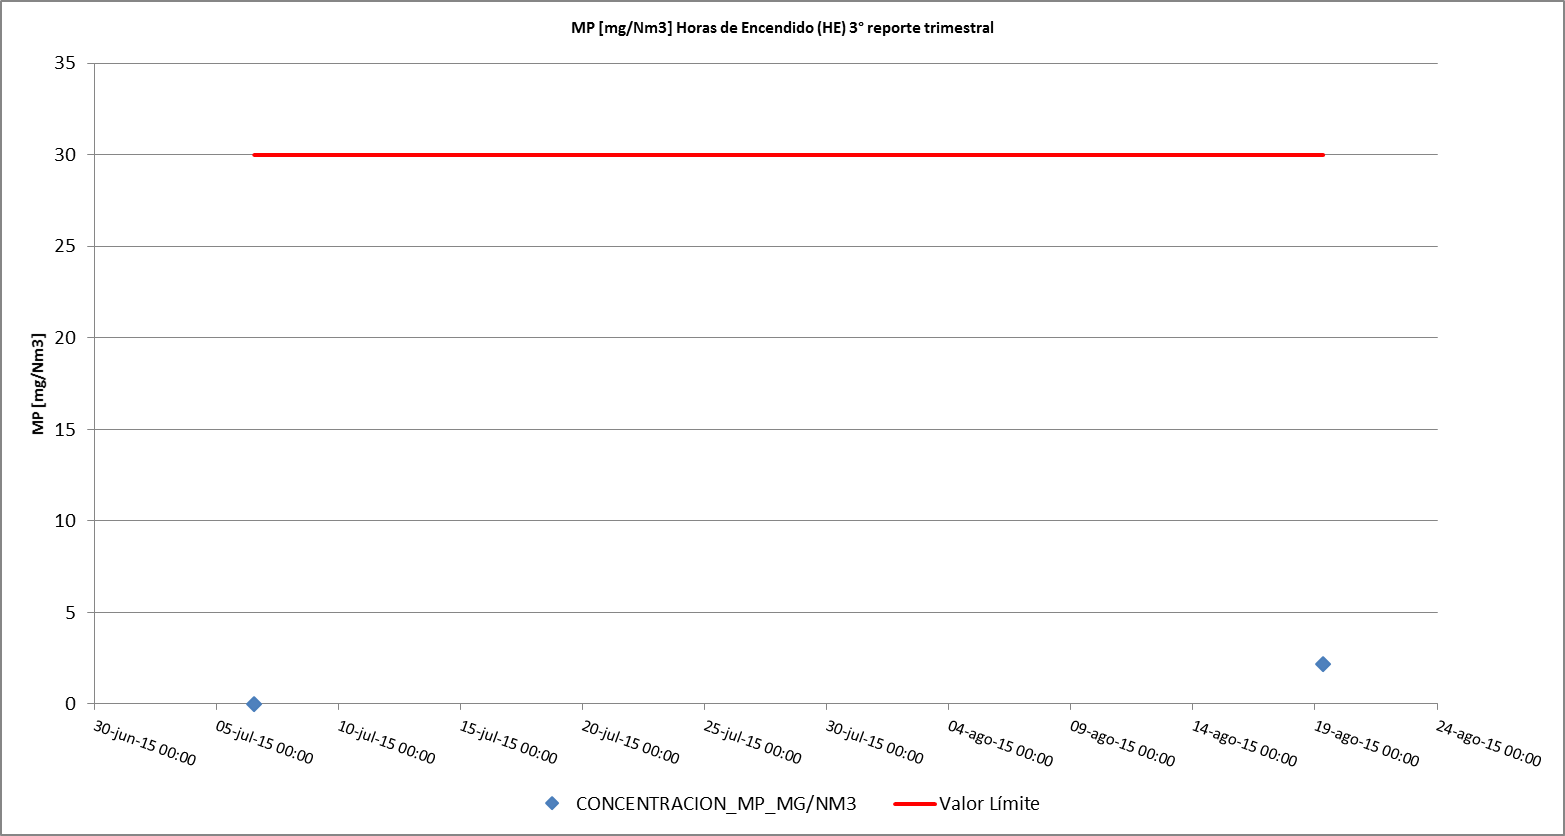 MP [mg/Nm3] Horas de Encendido (HE) 3° reporte trimestral
35
30
25
20
15
10
5
0
MP [mg/Nm3]
30-jun-15 00:00
05-jul-15 00:00
10-jul-15 00:00
15-jul-15 00:00
20-jul-15 00:00
25-jul-15 00:00
30-jul-15 00:00
04-ago-15 00:00
09-ago-15 00:00
14-ago-15 00:00
19-ago-15 00:00
24-ago-15 00:00
CONCENTRACION_MP_MG/NM3
Valor Límite